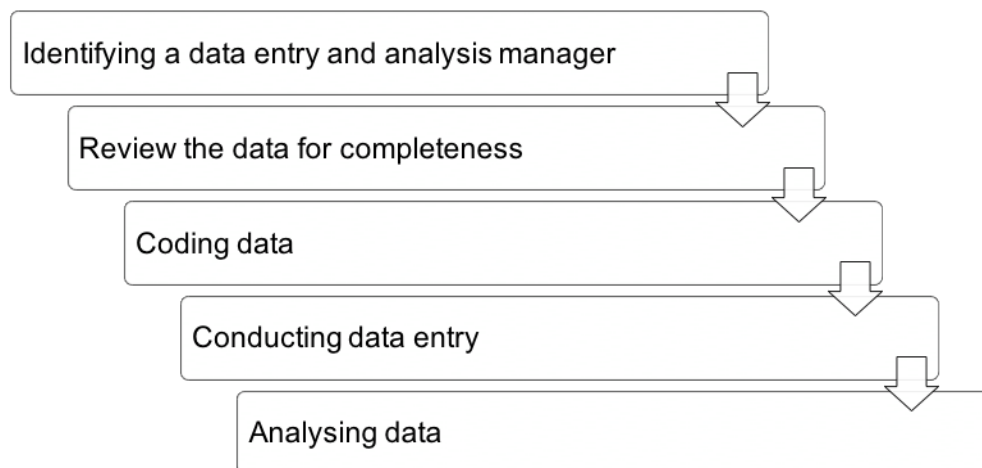 Identifying a data entry and analysis manager
Review the data for completeness
Coding data
Conducting data entry
Analysing data